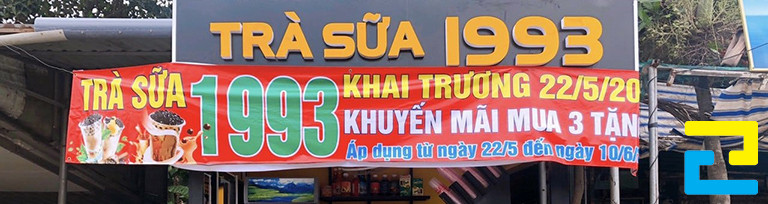 TRÀ SỮA 1993
TRÀ SỮA 1993
KHAI TRƯƠNG 22/5/20
KHUYẾN MÃI MUA 3 TẶN
Áp dụng từ ngày 22/5 đến ngày 10/6/